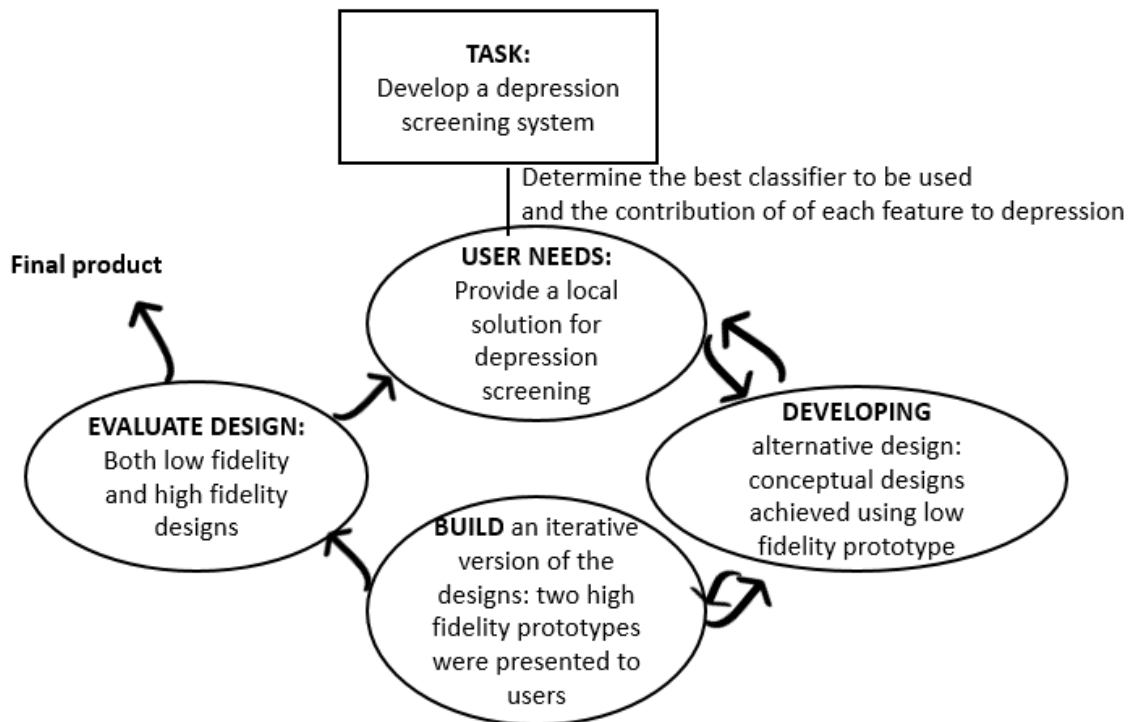 TASK:
Develop a depression
screening system
Determine the best classifier to be used
and the contribution of of each feature to depression
USER NEEDS:
Provide a local
solution for
depression
screening
Final product
DEVELOPING
alternative design:
conceptual designs
achieved using low
fidelity prototype
EVALUATE DESIGN:
Both low fidelity
and high fidelity
designs
BUILD an iterative
version of the
designs: two high
fidelity prototypes
were presented to
users